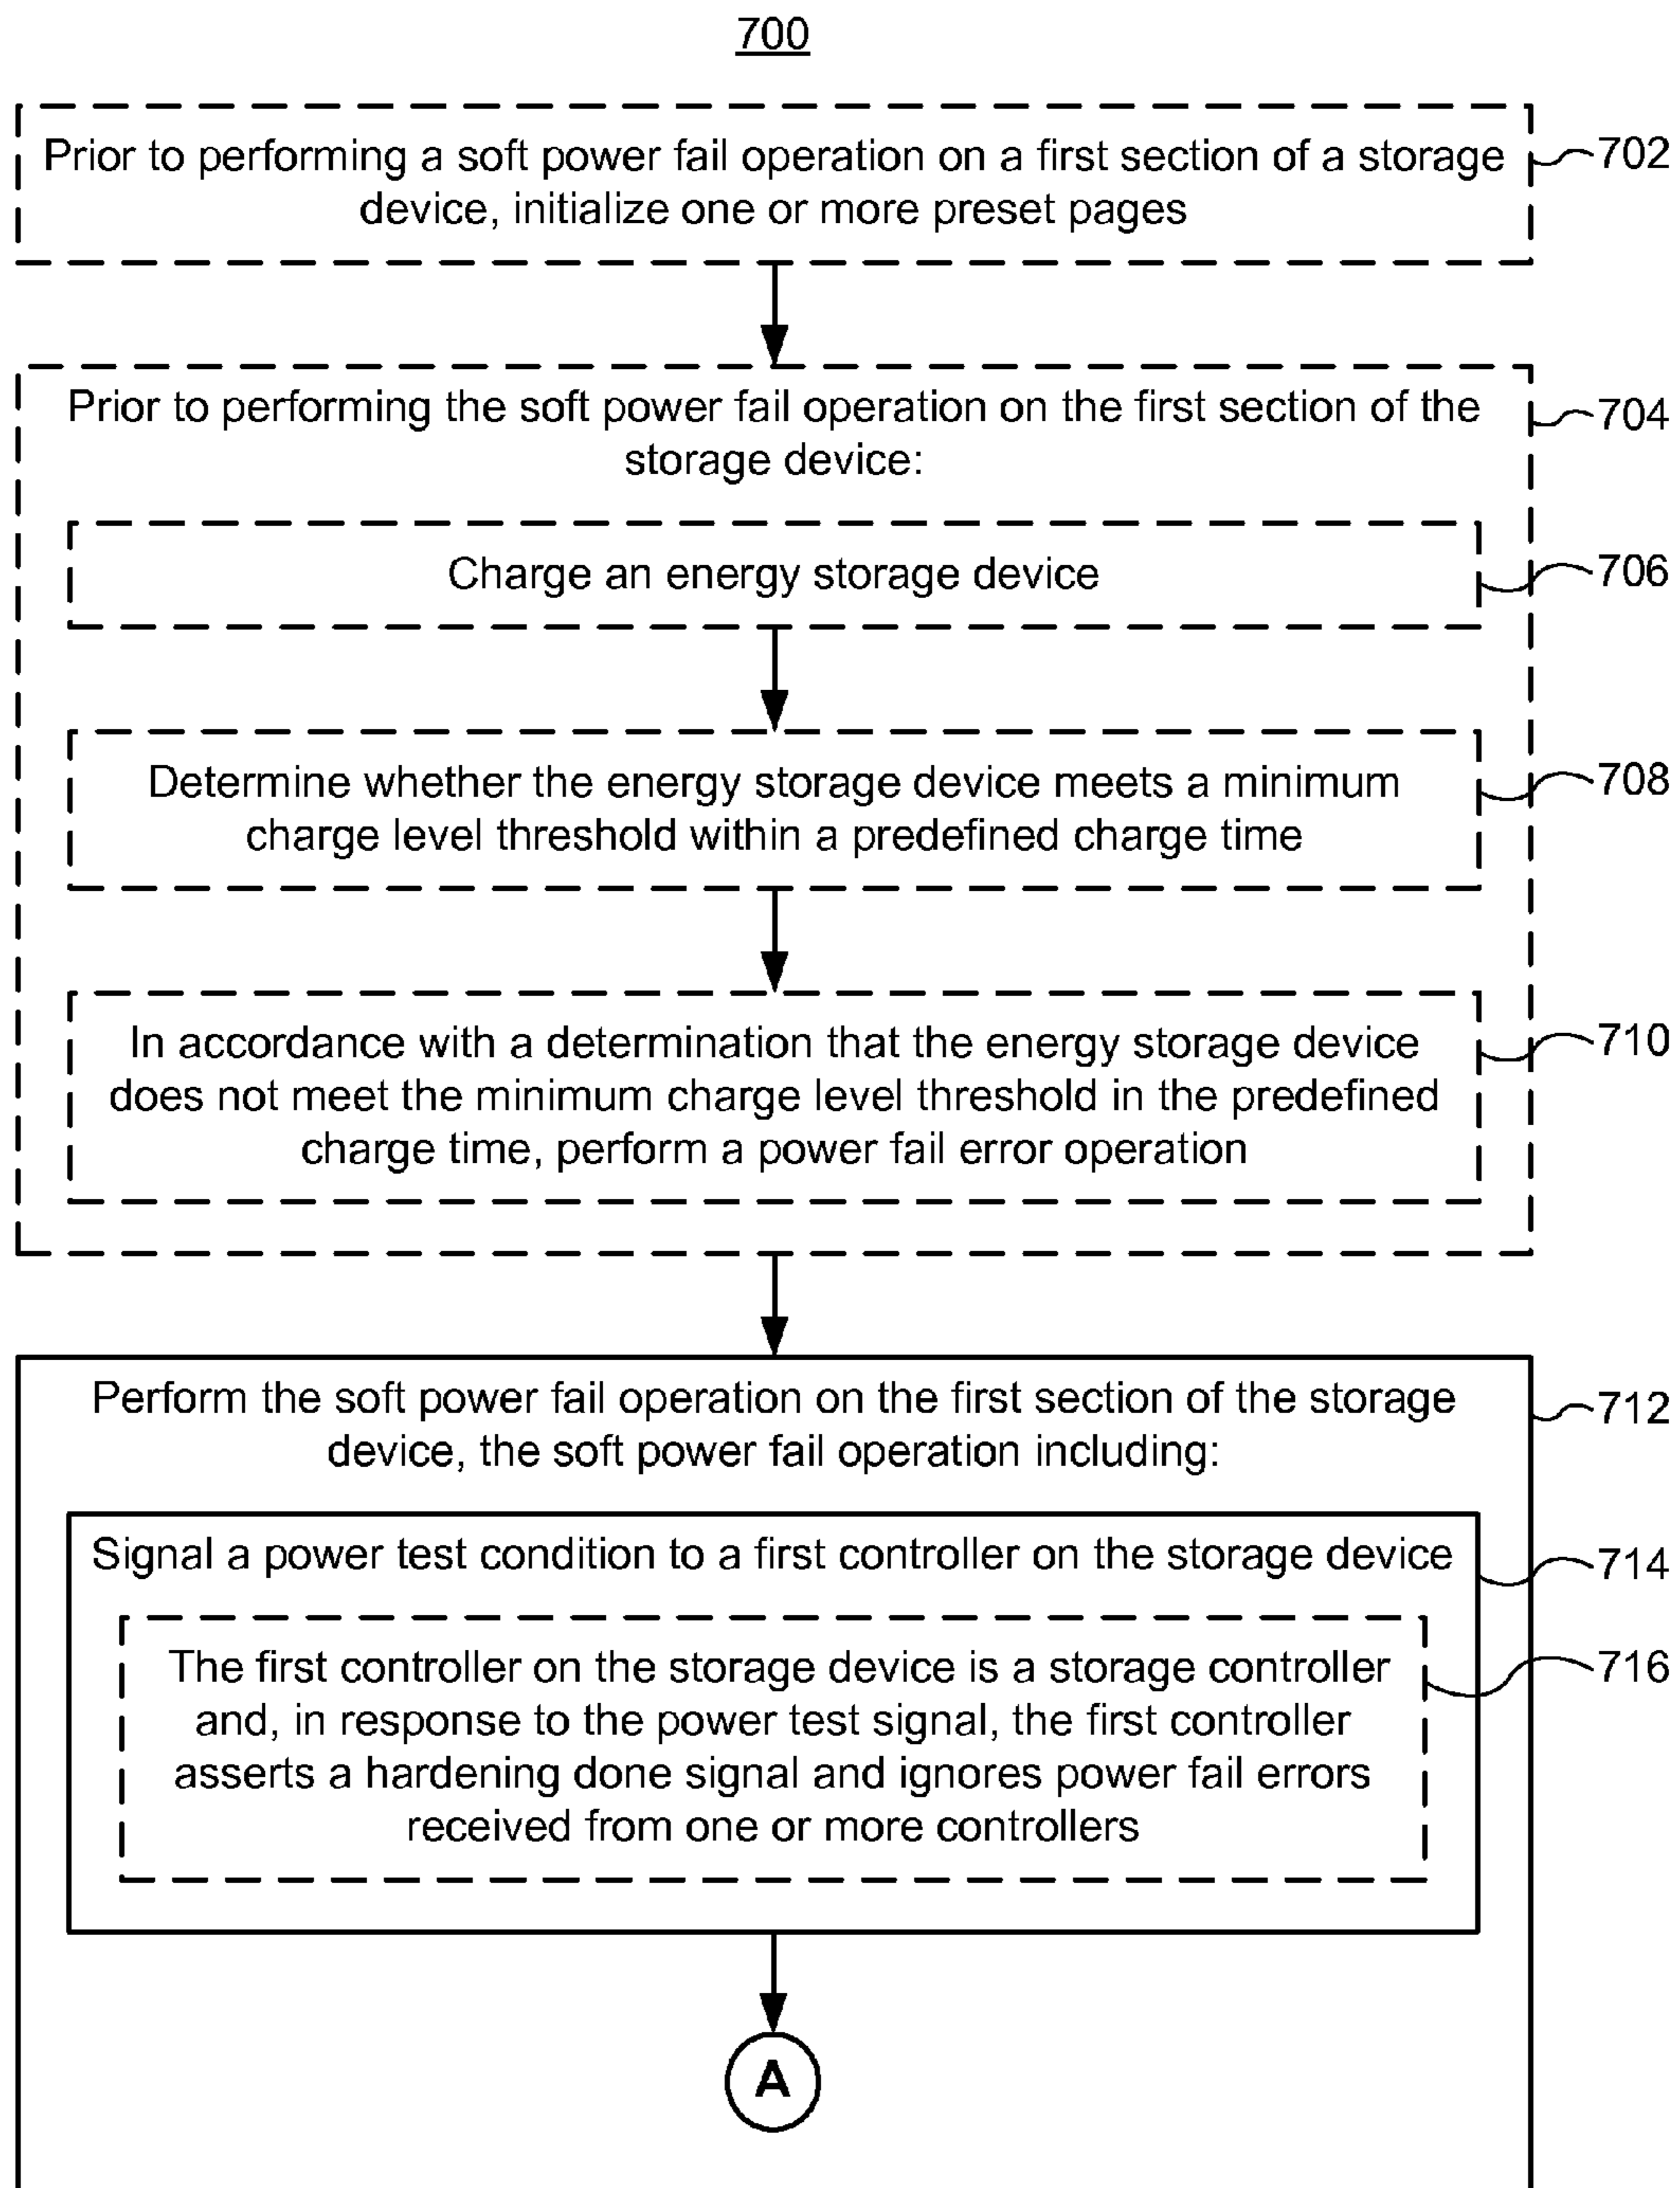 700
Prior to performing a soft power fail operation on a first section of a storage
device, initialize one or more preset pages
702
Prior to performing the soft power fail operation on the first section of the
storage device:
704
Charge an energy storage device
706
Determine whether the energy storage device meets a minimum
charge level threshold within a predefined charge time
708
In accordance with a determination that the energy storage device
does not meet the minimum charge level threshold in the predefined
charge time, perform a power fail error operation
710
Perform the soft power fail operation on the first section of the storage
device, the soft power fail operation including:
712
Signal a power test condition to a first controller on the storage device
714
The first controller on the storage device is a storage controller
and, in response to the power test signal, the first controller
asserts a hardening done signal and ignores power fail errors
received from one or more controllers
716
A